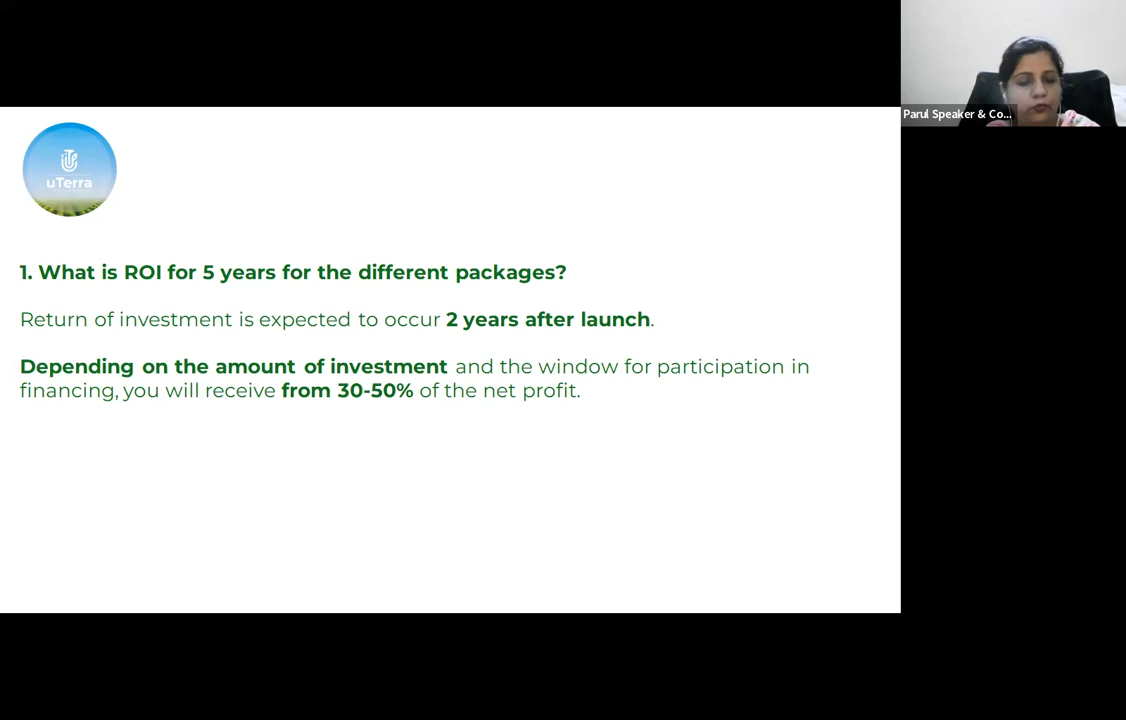 Parul Speaker & Co...
uTerra
1. What is ROI for 5 years for the different packages?
Return of investment is expected to occur 2 years after launch.
Depending on the amount of investment and the window for participation in
financing, you will receive from 30-50% of the net profit.